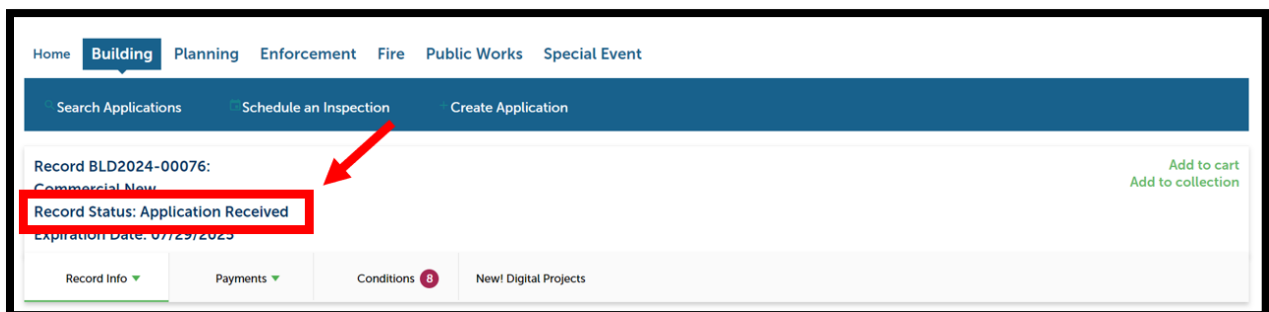 Home Building Planning Enforcement Fire Public Works Special Event
Search Applications Schedule an Inspection + Create Application
Record BLD2024-00076:
Add to cart
Commercial New
Add to collection
Record Status: Application Received
Expiration Date: 07/29/2025
Record Info Payments Conditions 8 New! Digital Projects